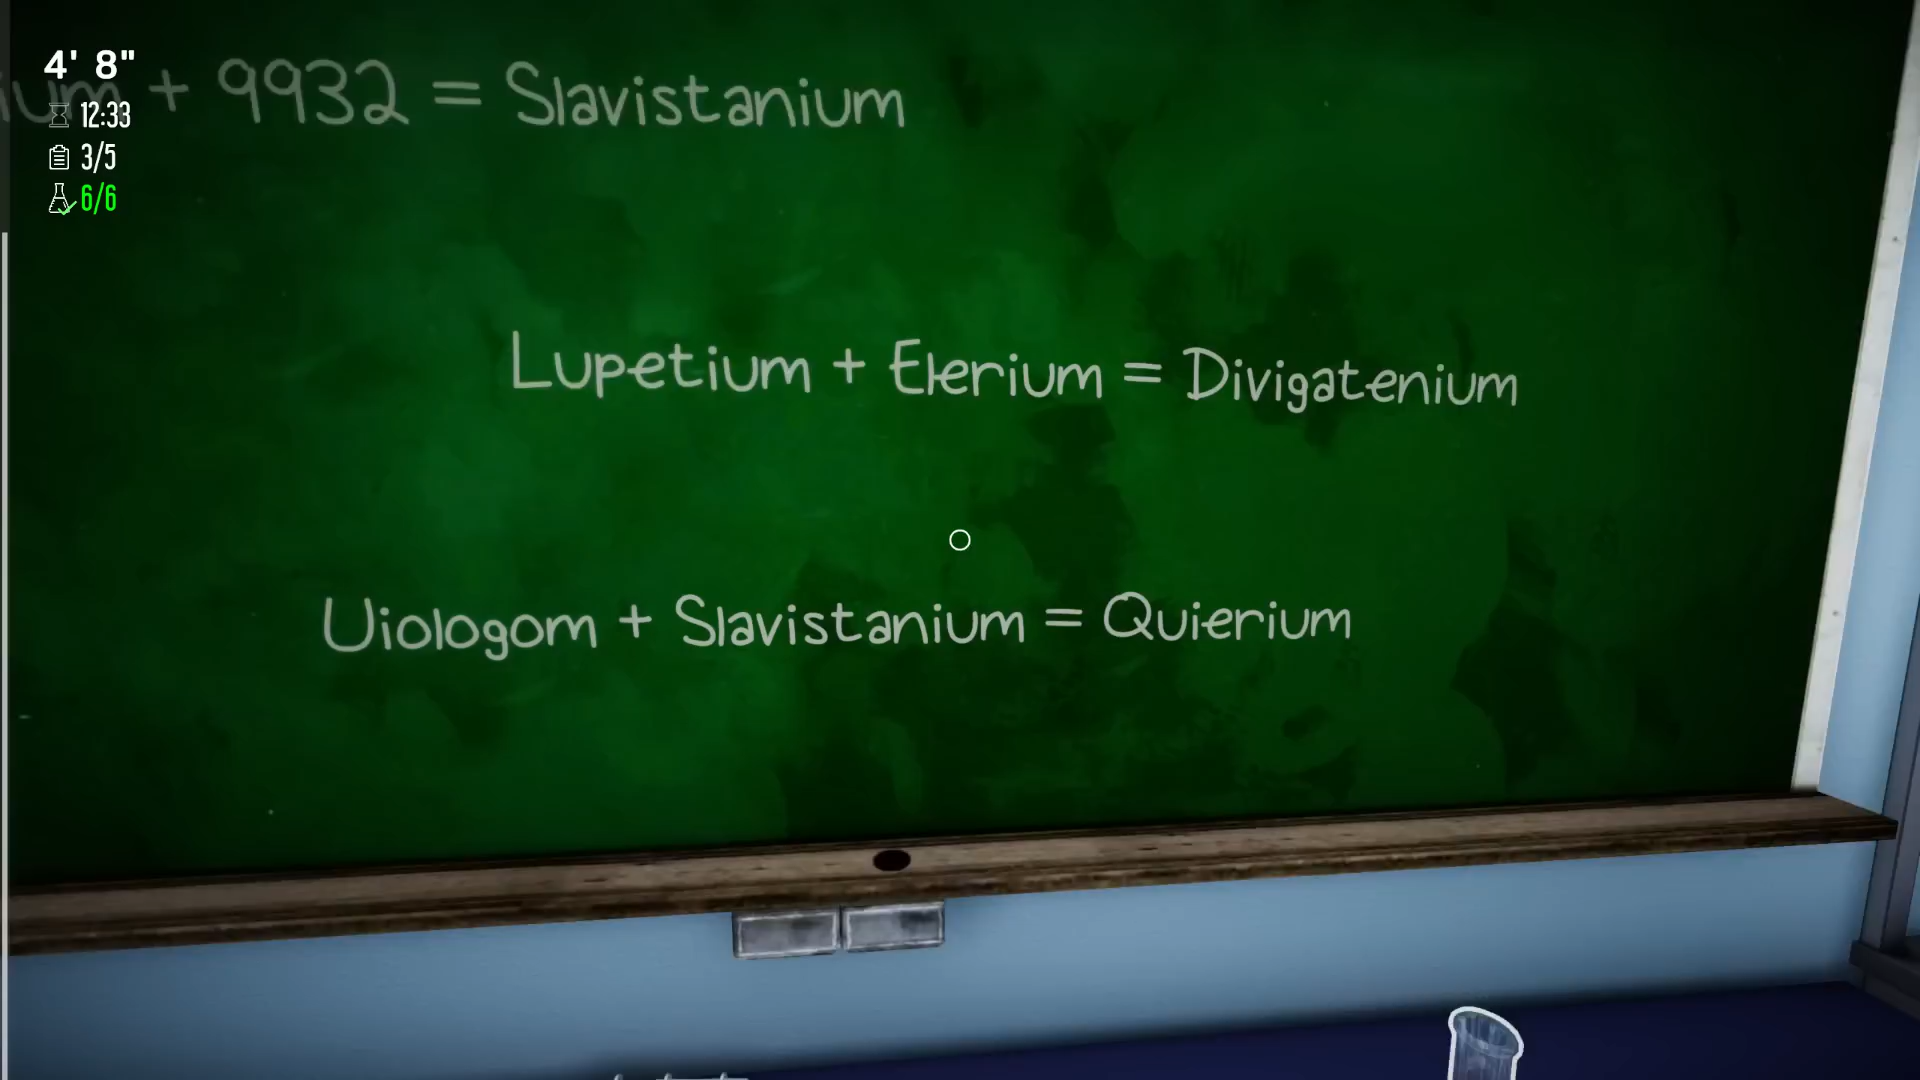 4' 8"
+ 9932 = Slavistanium
12:33
3/5
6/6
Lupetium + Elerium = Divigatenium
Uiologom + Slavistanium = Quierium